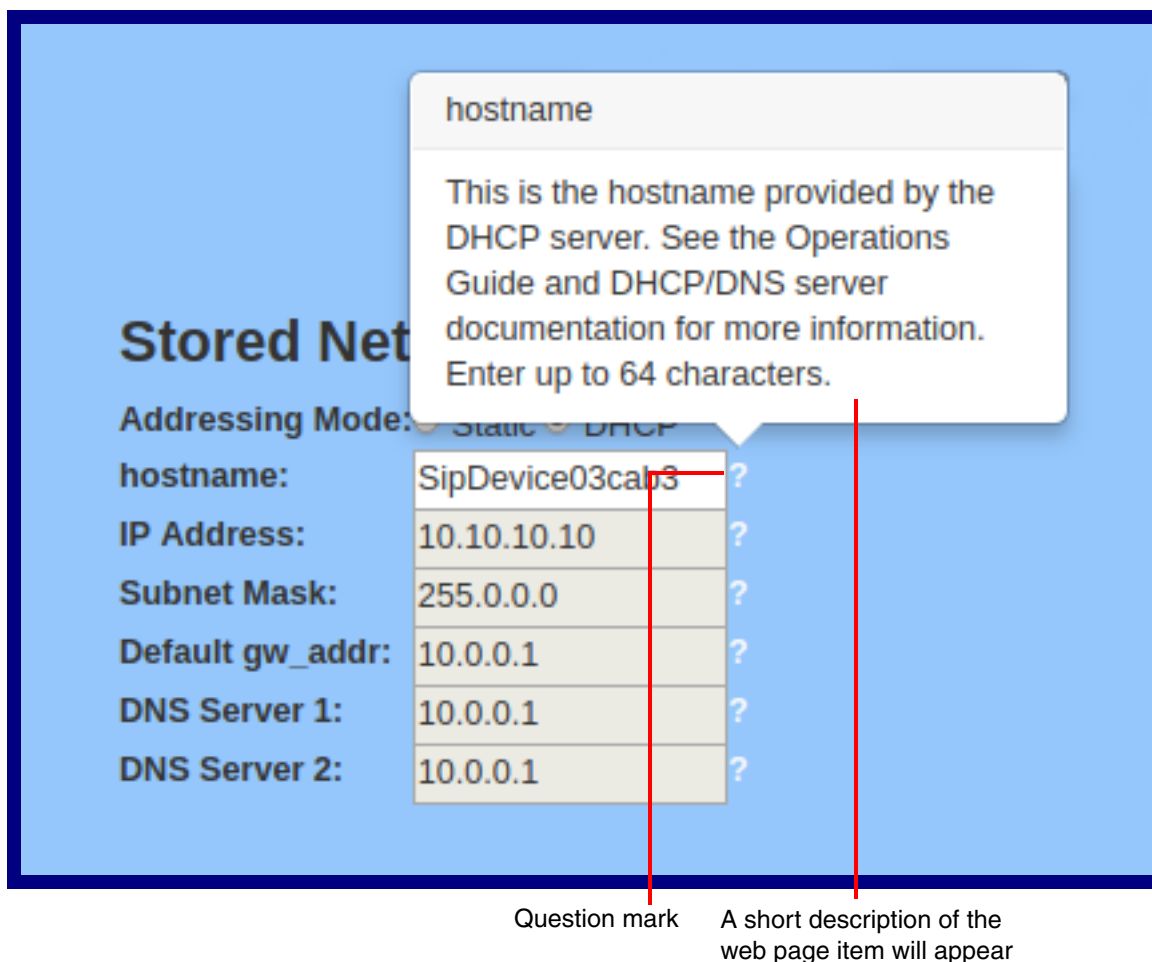 hostname
This is the hostname provided by the
DHCP server. See the Operations
Guide and DHCP/DNS server
documentation for more information.
Enter up to 64 characters.
Stored Net
Addressing Mode: Static DHCP
hostname: SipDevice03cab3 ?
IP Address: 10.10.10.10 ?
Subnet Mask: 255.0.0.0 ?
Default gw_addr: 10.0.0.1 ?
DNS Server 1: 10.0.0.1 ?
DNS Server 2: 10.0.0.1 ?
Question mark
A short description of the
web page item will appear